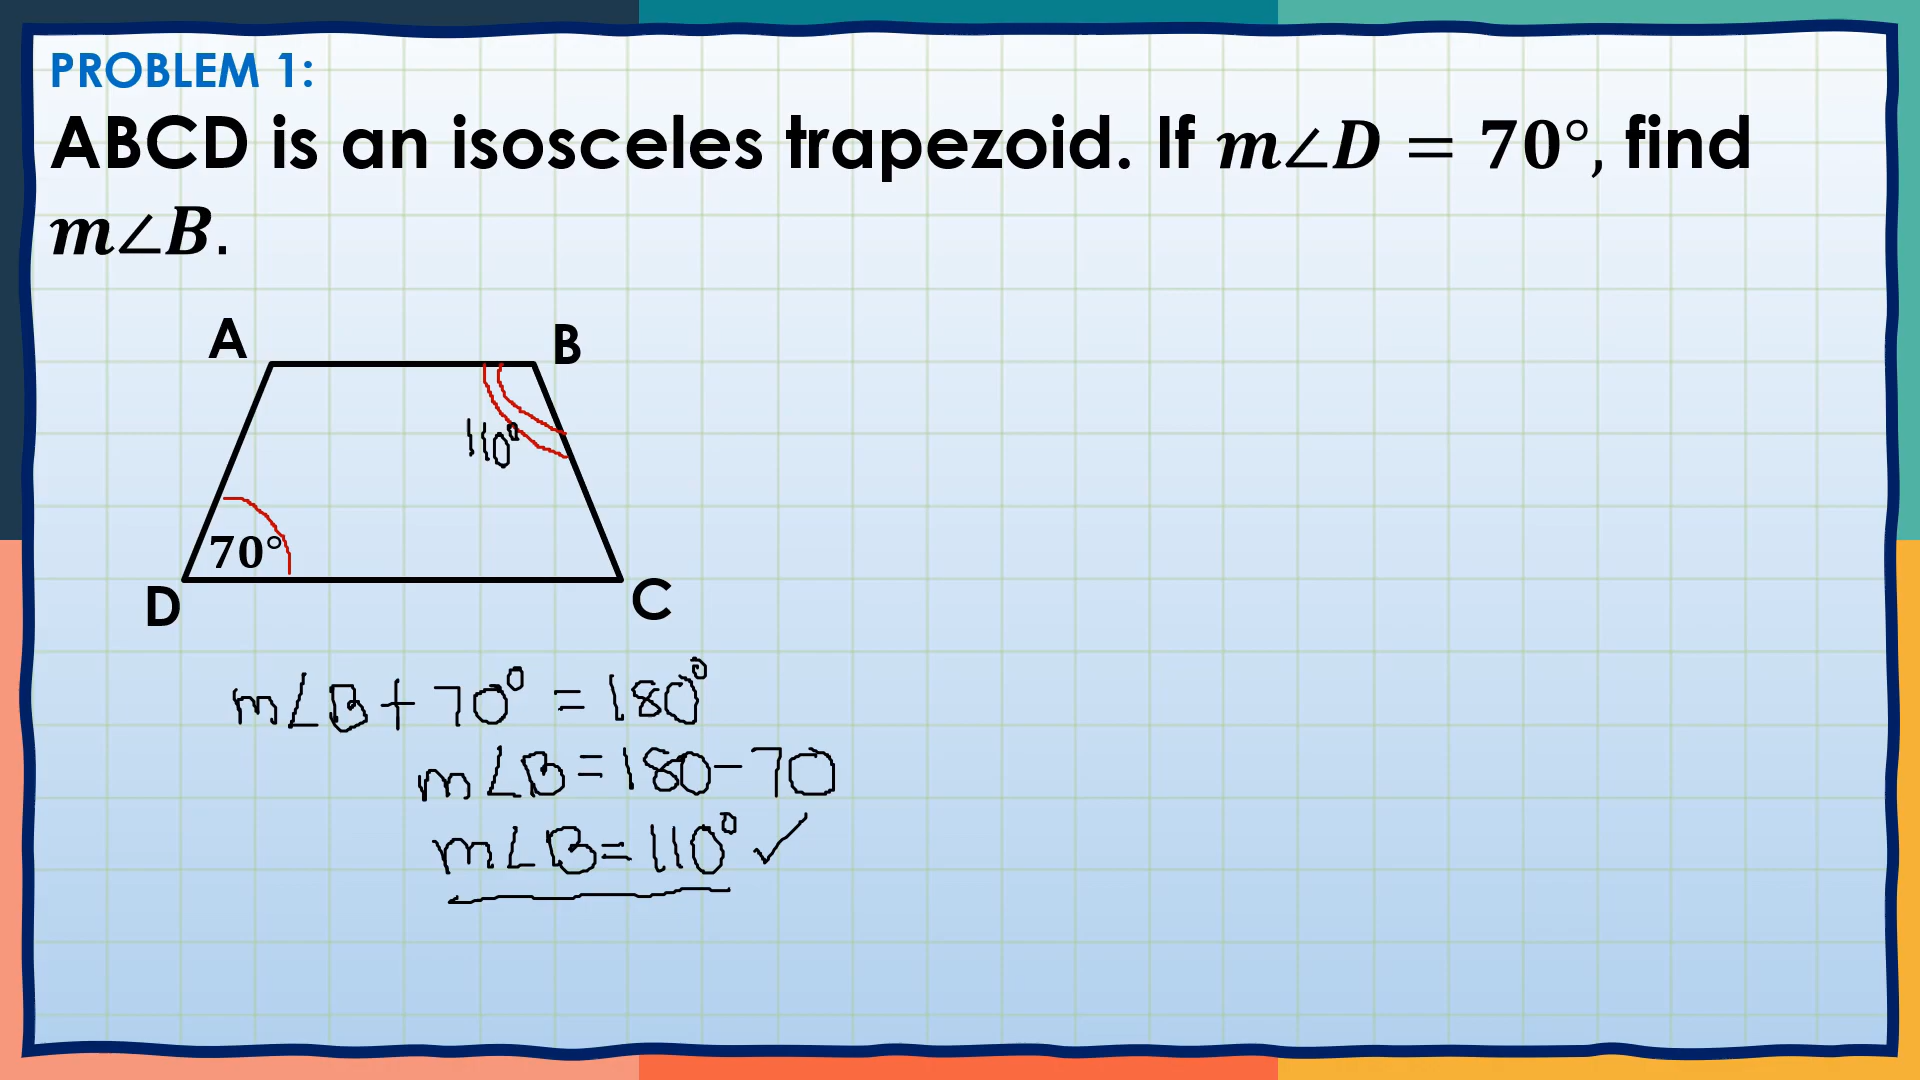 PROBLEM 1:
ABCD is an isosceles trapezoid. If m∠D = 70°, find
m∠B.
A
B
110°
70°
D
C
m∠B + 70° = 180°
m∠B = 180 - 70
m∠B = 110° ✓